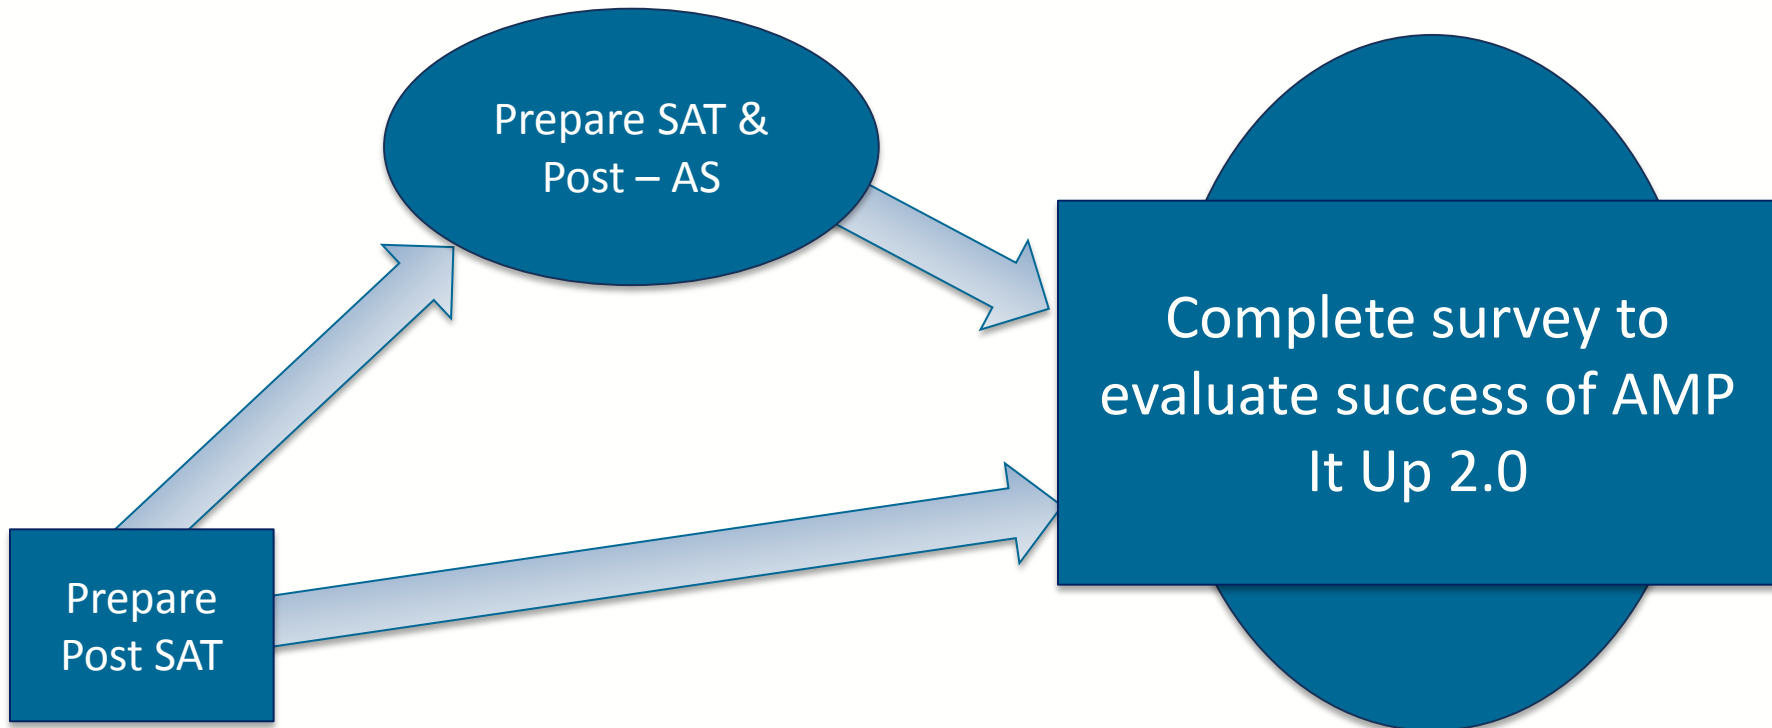 Prepare SAT &
Post – AS
Complete survey to
evaluate success of AMP
It Up 2.0
Prepare
Post SAT